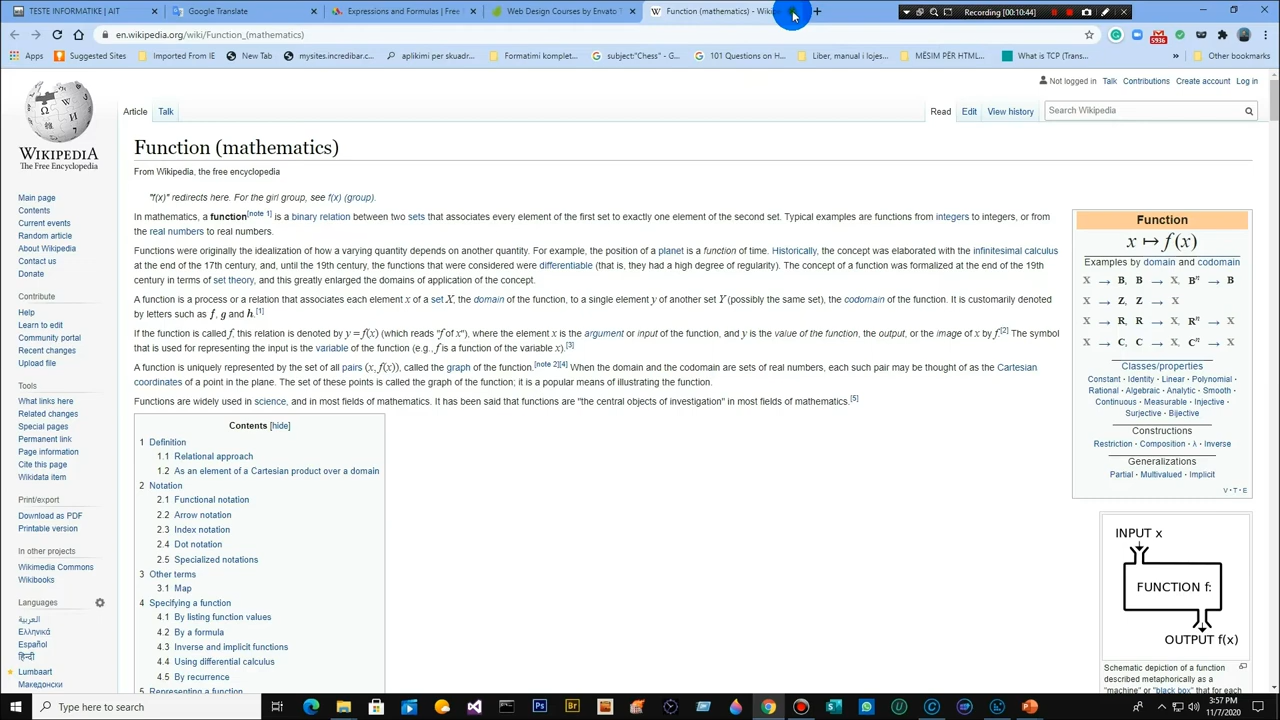 TESTE INFORMATIKE | AIT
Google Translate
Expressions and Formulas | Free
Web Design Courses by Envato T
Function (mathematics) - Wikip
Recording [00:10:44]
en.wikipedia.org/wiki/Function_(mathematics)
5936
Apps
Suggested Sites
Imported From IE
New Tab
mysites.incredibar.c...
aplikimi per skuadr...
Formatimi komplet...
subject:"Chess" - G...
101 Questions on H...
Liber, manual i lojes...
MËSIM PËR HTML...
What is TCP (Trans...
»
Other bookmarks
Not logged in Talk Contributions Create account Log in
Article Talk
Read Edit View history
Search Wikipedia
WIKIPEDIA
The Free Encyclopedia
Main page
Contents
Current events
Random article
About Wikipedia
Contact us
Donate
Contribute
Help
Learn to edit
Community portal
Recent changes
Upload file
Tools
What links here
Related changes
Special pages
Permanent link
Page information
Cite this page
Wikidata item
Print/export
Download as PDF
Printable version
In other projects
Wikimedia Commons
Wikibooks
Languages
العربية
Ελληνικά
Español
हिन्दी
Lumbaart
Македонски
Function (mathematics)
From Wikipedia, the free encyclopedia
"f(x)" redirects here. For the girl group, see f(x) (group).
In mathematics, a function[note 1] is a binary relation between two sets that associates every element of the first set to exactly one element of the second set. Typical examples are functions from integers to integers, or from
the real numbers to real numbers.
Functions were originally the idealization of how a varying quantity depends on another quantity. For example, the position of a planet is a function of time. Historically, the concept was elaborated with the infinitesimal calculus
at the end of the 17th century, and, until the 19th century, the functions that were considered were differentiable (that is, they had a high degree of regularity). The concept of a function was formalized at the end of the 19th
century in terms of set theory, and this greatly enlarged the domains of application of the concept.
A function is a process or a relation that associates each element x of a set X, the domain of the function, to a single element y of another set Y (possibly the same set), the codomain of the function. It is customarily denoted
by letters such as f, g and h.[1]
If the function is called f, this relation is denoted by y = f(x) (which reads "f of x"), where the element x is the argument or input of the function, and y is the value of the function, the output, or the image of x by f.[2] The symbol
that is used for representing the input is the variable of the function (e.g., f is a function of the variable x).[3]
A function is uniquely represented by the set of all pairs (x, f(x)), called the graph of the function.[note 2][4] When the domain and the codomain are sets of real numbers, each such pair may be thought of as the Cartesian
coordinates of a point in the plane. The set of these points is called the graph of the function; it is a popular means of illustrating the function.
Functions are widely used in science, and in most fields of mathematics. It has been said that functions are "the central objects of investigation" in most fields of mathematics.[5]
Contents [hide]
1 Definition
1.1 Relational approach
1.2 As an element of a Cartesian product over a domain
2 Notation
2.1 Functional notation
2.2 Arrow notation
2.3 Index notation
2.4 Dot notation
2.5 Specialized notations
3 Other terms
3.1 Map
4 Specifying a function
4.1 By listing function values
4.2 By a formula
4.3 Inverse and implicit functions
4.4 Using differential calculus
4.5 By recurrence
5 Representing a function
Function
x ↦ f(x)
Examples by domain and codomain
X → B, B → X, Bⁿ → B
X → Z, Z → X
X → R, R → X, Rⁿ → X
X → C, C → X, Cⁿ → X
Classes/properties
Constant · Identity · Linear · Polynomial ·
Rational · Algebraic · Analytic · Smooth ·
Continuous · Measurable · Injective ·
Surjective · Bijective
Constructions
Restriction · Composition · λ · Inverse
Generalizations
Partial · Multivalued · Implicit
V · T · E
INPUT x
FUNCTION f:
OUTPUT f(x)
Schematic depiction of a function
described metaphorically as a
"machine" or "black box" that for each
Type here to search
3:57 PM
11/7/2020